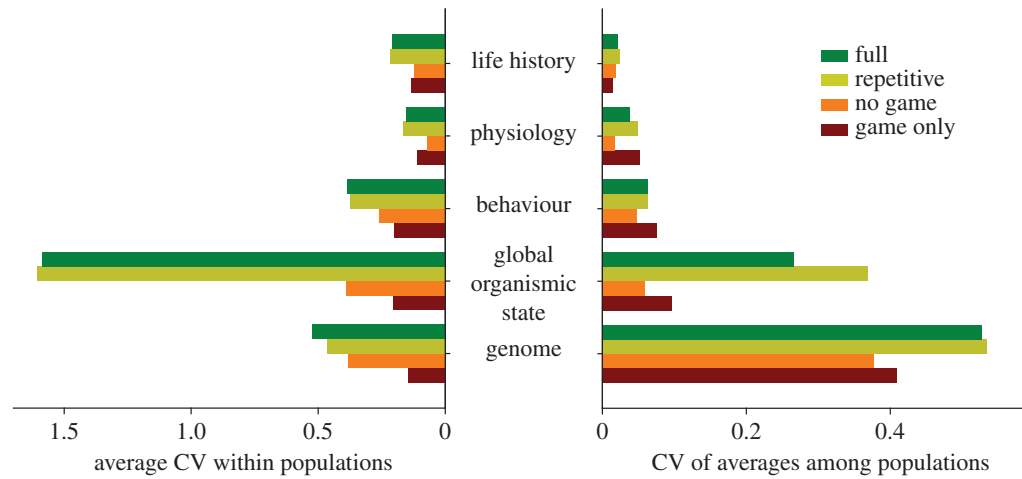 life history
physiology
behaviour
global
organismic
state
genome
full
repetitive
no game
game only
1.5 1.0 0.5 0
average CV within populations
0 0.2 0.4
CV of averages among populations